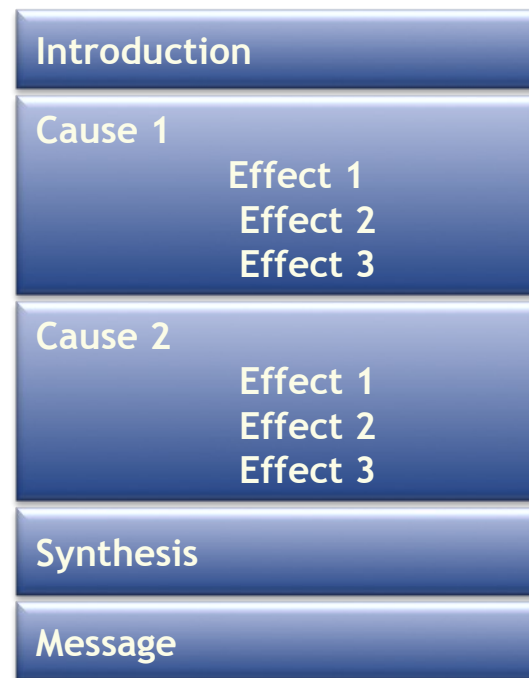 Introduction
Cause 1
Effect 1
Effect 2
Effect 3
Cause 2
Effect 1
Effect 2
Effect 3
Synthesis
Message